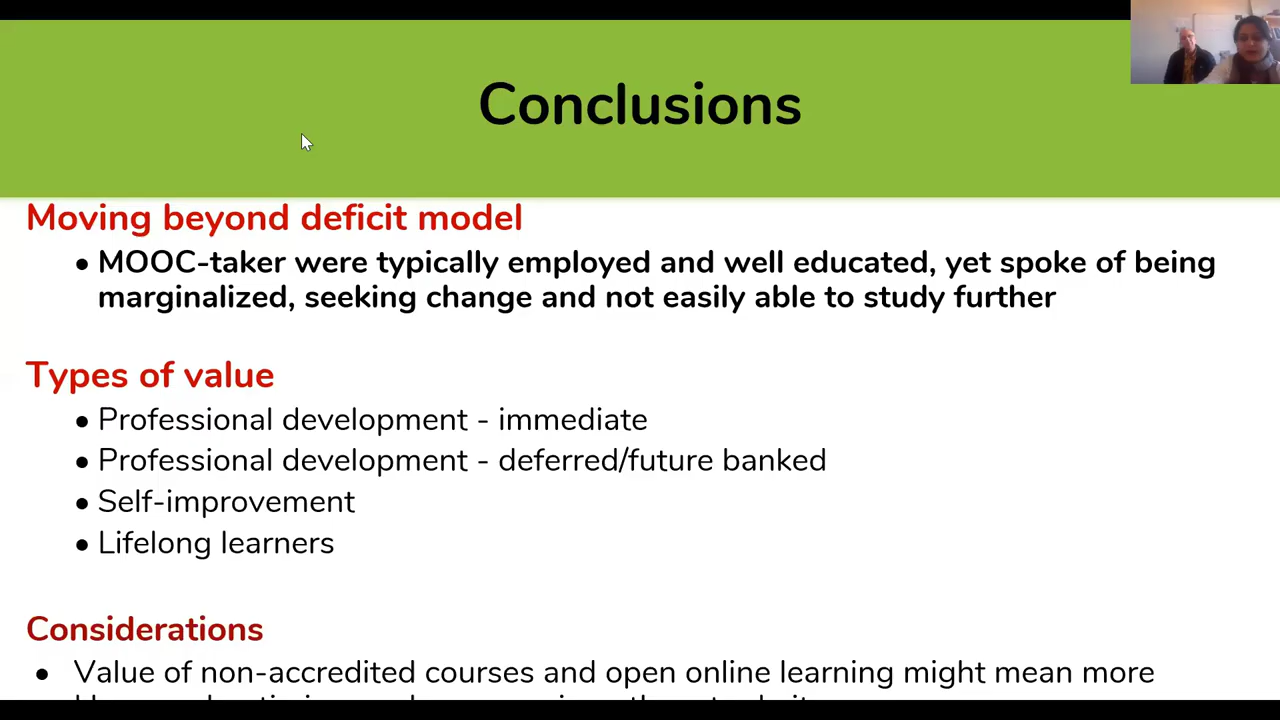 Conclusions
Moving beyond deficit model
• MOOC-taker were typically employed and well educated, yet spoke of being
marginalized, seeking change and not easily able to study further
Types of value
• Professional development - immediate
• Professional development - deferred/future banked
• Self-improvement
• Lifelong learners
Considerations
• Value of non-accredited courses and open online learning might mean more